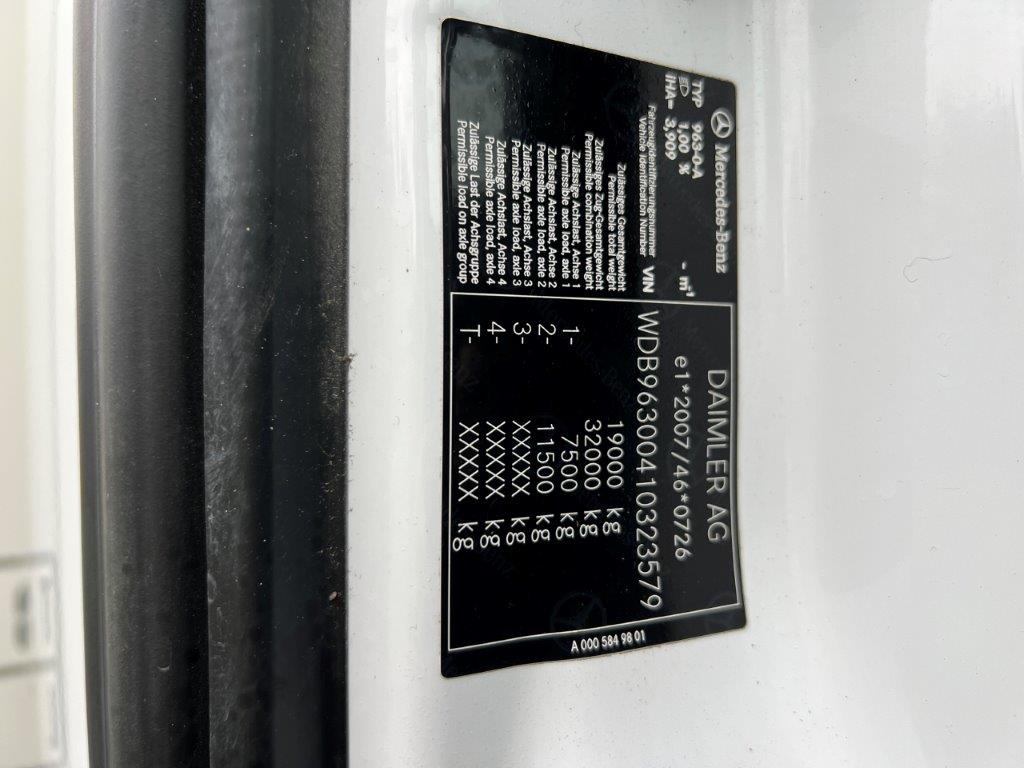 Mercedes-Benz
TYP 963-0-A
1,00 % - m-1
IHA= 3,909
DAIMLER AG
e1*2007/46*0726
Fahrzeugidentifizierungsnummer
Vehicle Identification Number VIN WDB96300410323579
Zulässiges Gesamtgewicht
Permissible total weight 19000 kg
Zulässiges Zug-Gesamtgewicht
Permissible combination weight 32000 kg
Zulässige Achslast, Achse 1
Permissible axle load, axle 1 1- 7500 kg
Zulässige Achslast, Achse 2
Permissible axle load, axle 2 2- 11500 kg
Zulässige Achslast, Achse 3
Permissible axle load, axle 3 3- XXXXX kg
Zulässige Achslast, Achse 4
Permissible axle load, axle 4 4- XXXXX kg
Zulässige Last der Achsgruppe
Permissible load on axle group T- XXXXX kg
A 000 584 98 01